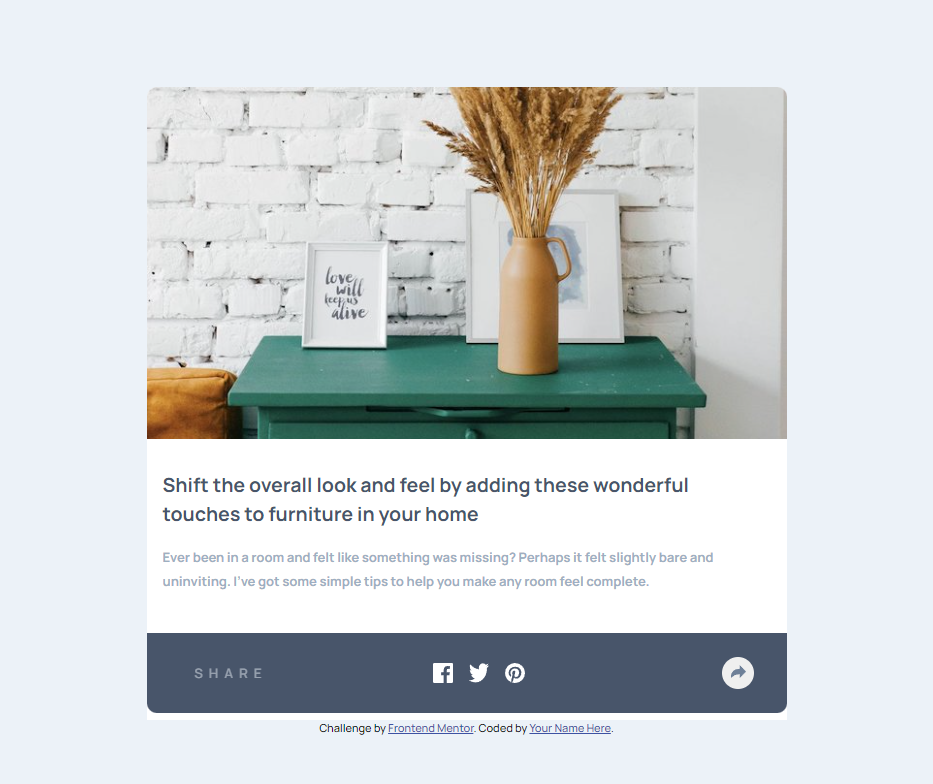 love
will
keep us
alive
Shift the overall look and feel by adding these wonderful
touches to furniture in your home
Ever been in a room and felt like something was missing? Perhaps it felt slightly bare and
uninviting. I've got some simple tips to help you make any room feel complete.
SHARE
Challenge by Frontend Mentor. Coded by Your Name Here.